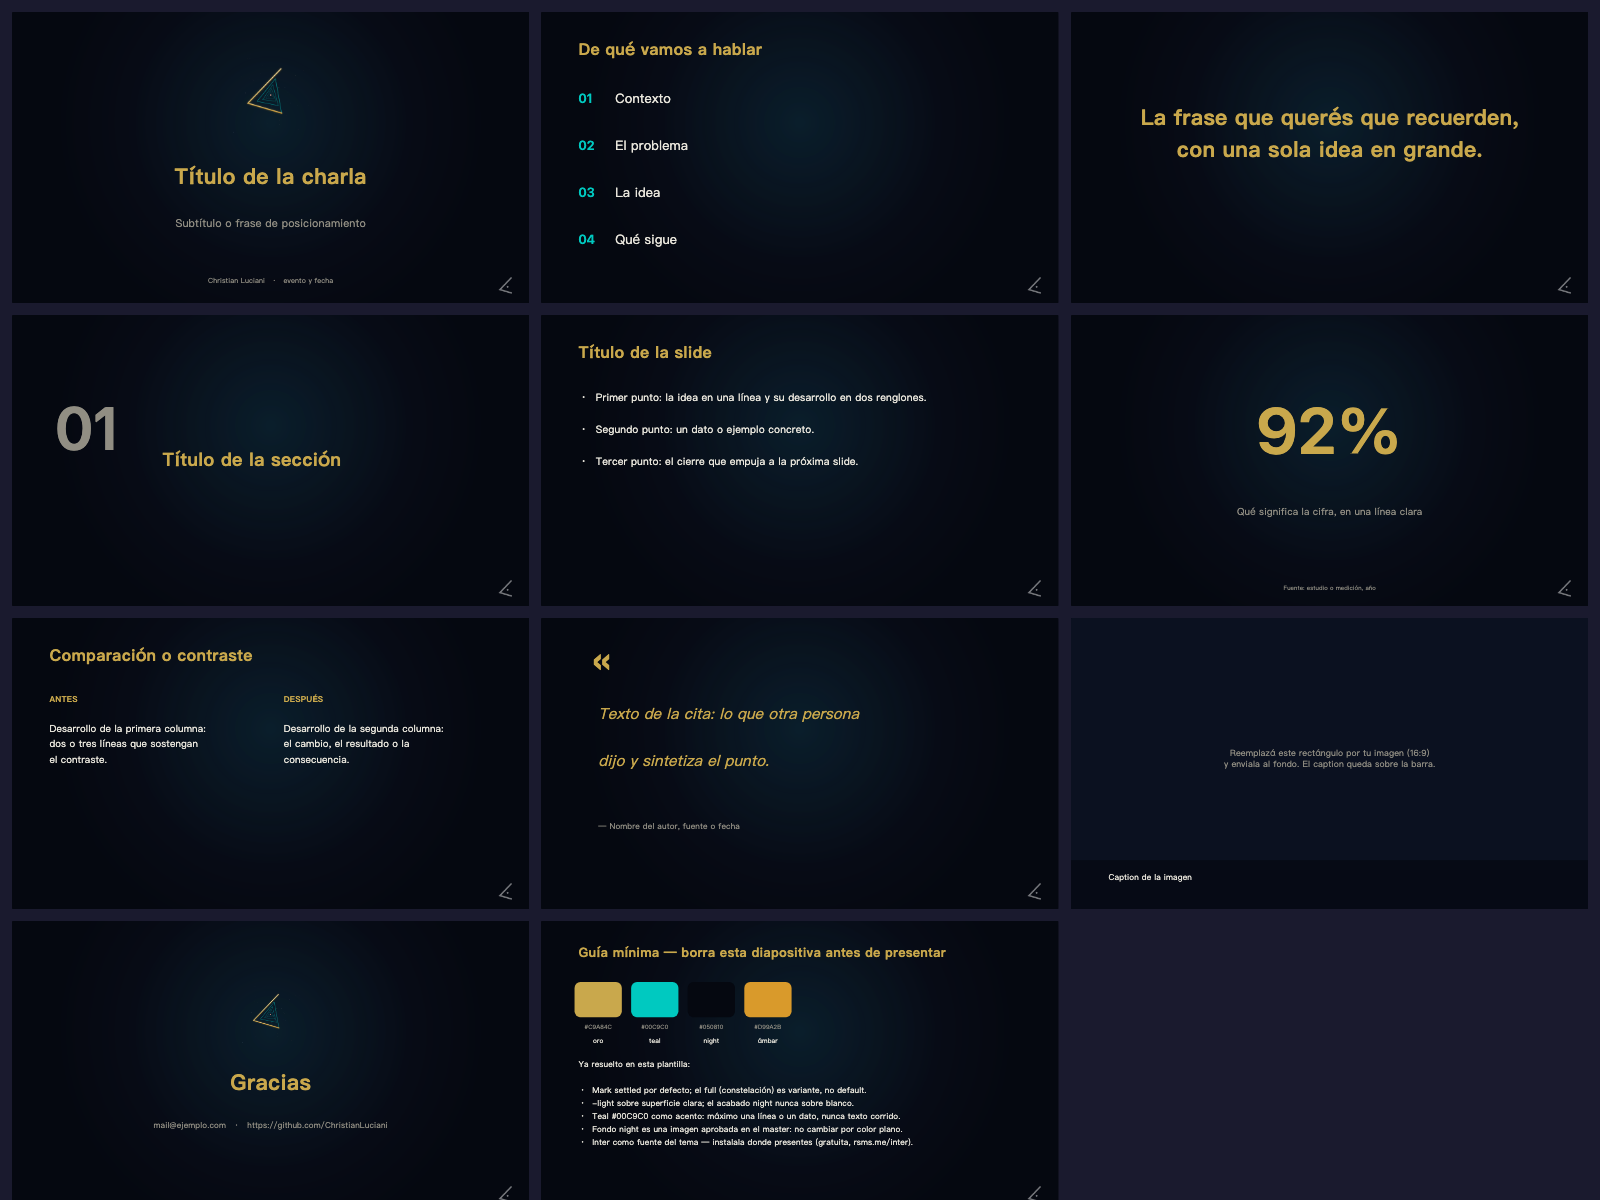 Título de la charla
Subtítulo o frase de posicionamiento
Christian Luciani · evento y fecha
De qué vamos a hablar
01 Contexto
02 El problema
03 La idea
04 Qué sigue
La frase que querés que recuerden,
con una sola idea en grande.
01
Título de la sección
Título de la slide
· Primer punto: la idea en una línea y su desarrollo en dos renglones.
· Segundo punto: un dato o ejemplo concreto.
· Tercer punto: el cierre que empuja a la próxima slide.
92%
Qué significa la cifra, en una línea clara
Fuente: estudio o medición, año
Comparación o contraste
ANTES
Desarrollo de la primera columna:
dos o tres líneas que sostengan
el contraste.
DESPUÉS
Desarrollo de la segunda columna:
el cambio, el resultado o la
consecuencia.
«
Texto de la cita: lo que otra persona
dijo y sintetiza el punto.
— Nombre del autor, fuente o fecha
Reemplazá este rectángulo por tu imagen (16:9)
y enviala al fondo. El caption queda sobre la barra.
Caption de la imagen
Gracias
mail@ejemplo.com · https://github.com/ChristianLuciani
Guía mínima — borra esta diapositiva antes de presentar
#C9A84C #00C9C0 #050810 #D99A2B
oro teal night ámbar
Ya resuelto en esta plantilla:
· Mark settled por defecto; el full (constelación) es variante, no default.
· –light sobre superficie clara; el acabado night nunca sobre blanco.
· Teal #00C9C0 como acento: máximo una línea o un dato, nunca texto corrido.
· Fondo night es una imagen aprobada en el master: no cambiar por color plano.
· Inter como fuente del tema — instalala donde presentes (gratuita, rsms.me/inter).